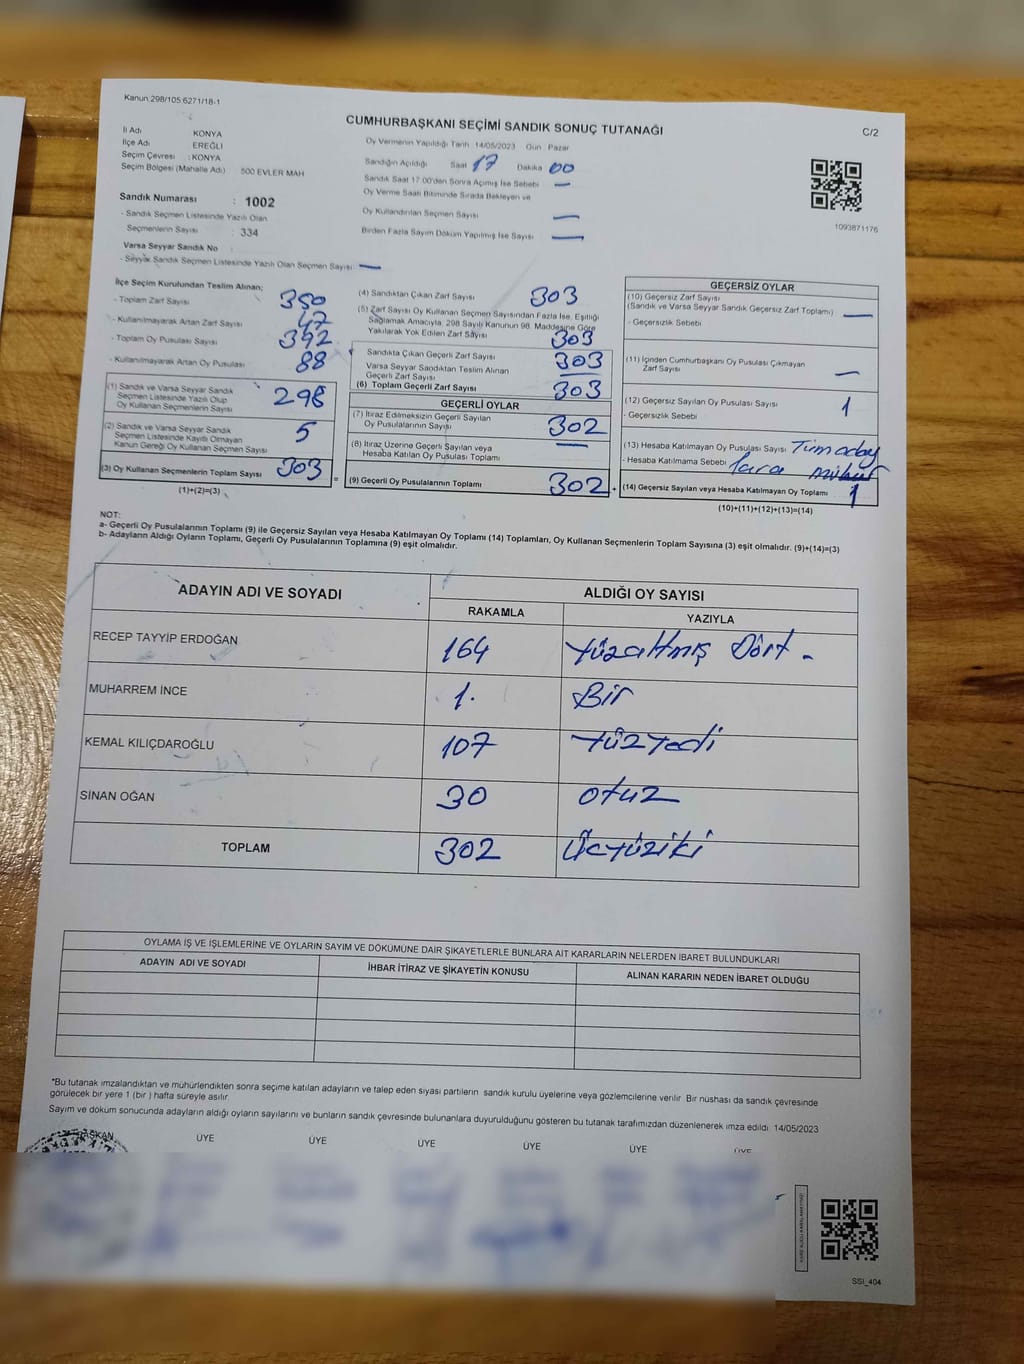 Kanun:298/105 6271/18-1
CUMHURBAŞKANI SEÇİMİ SANDIK SONUÇ TUTANAĞI
C/2
İl Adı KONYA
İlçe Adı EREĞLİ
Seçim Çevresi : KONYA
Seçim Bölgesi (Mahalle Adı) 500 EVLER MAH
Oy Vermenin Yapıldığı Tarih 14/05/2023 Gün Pazar
Sandığın Açıldığı Saat 17 Dakika 00
Sandık Saat 17:00'den Sonra Açımış İse Sebebi —
Oy Verme Saati Bitiminde Sırada Bekleyen ve
Oy Kullandırılan Seçmen Sayısı —
Birden Fazla Sayım Döküm Yapılmış İse Sayısı —
1093871176
Sandık Numarası : 1002
- Sandık Seçmen Listesinde Yazılı Olan
Seçmenlerin Sayısı : 334
Varsa Seyyar Sandık No
- Seyyar Sandık Seçmen Listesinde Yazılı Olan Seçmen Sayısı: —
İlçe Seçim Kurulundan Teslim Alınan;
- Toplam Zarf Sayısı 350
- Kullanılmayarak Artan Zarf Sayısı 47
- Toplam Oy Pusulası Sayısı 392
- Kullanılmayarak Artan Oy Pusulası 88
(1) Sandık ve Varsa Seyyar Sandık
Seçmen Listesinde Yazılı Olup
Oy Kullanan Seçmenlerin Sayısı 298
(2) Sandık ve Varsa Seyyar Sandık
Seçmen Listesinde Kayıtlı Olmayan
Kanun Gereği Oy Kullanan Seçmen Sayısı 5
(3) Oy Kullanan Seçmenlerin Toplam Sayısı 303
(1)+(2)=(3)
(4) Sandıktan Çıkan Zarf Sayısı 303
(5) Zarf Sayısı Oy Kullanan Seçmen Sayısından Fazla İse, Eşitliği
Sağlamak Amacıyla, 298 Sayılı Kanunun 98. Maddesine Göre
Yakılarak Yok Edilen Zarf Sayısı 303
Sandıkta Çıkan Geçerli Zarf Sayısı 303
Varsa Seyyar Sandıktan Teslim Alınan
Geçerli Zarf Sayısı —
(6) Toplam Geçerli Zarf Sayısı 303
GEÇERLİ OYLAR
(7) İtiraz Edilmeksizin Geçerli Sayılan
Oy Pusulalarının Sayısı 302
(8) İtiraz Üzerine Geçerli Sayılan veya
Hesaba Katılan Oy Pusulası Toplamı —
= (9) Geçerli Oy Pusulalarının Toplamı 302 +
GEÇERSİZ OYLAR
(10) Geçersiz Zarf Sayısı
(Sandık ve Varsa Seyyar Sandık Geçersiz Zarf Toplamı) —
- Geçersizlik Sebebi
(11) İçinden Cumhurbaşkanı Oy Pusulası Çıkmayan
Zarf Sayısı —
(12) Geçersiz Sayılan Oy Pusulası Sayısı 1
- Geçersizlik Sebebi
(13) Hesaba Katılmayan Oy Pusulası Sayısı Tüm aday
- Hesaba Katılmama Sebebi lara mühür
(14) Geçersiz Sayılan veya Hesaba Katılmayan Oy Toplamı 1
(10)+(11)+(12)+(13)=(14)
NOT:
a- Geçerli Oy Pusulalarının Toplamı (9) ile Geçersiz Sayılan veya Hesaba Katılmayan Oy Toplamı (14) Toplamları, Oy Kullanan Seçmenlerin Toplam Sayısına (3) eşit olmalıdır. (9)+(14)=(3)
b- Adayların Aldığı Oyların Toplamı, Geçerli Oy Pusulalarının Toplamına (9) eşit olmalıdır.
ADAYIN ADI VE SOYADI ALDIĞI OY SAYISI
RAKAMLA YAZIYLA
RECEP TAYYİP ERDOĞAN 164 Yüzaltmış Dört.
MUHARREM İNCE 1. Bir
KEMAL KILIÇDAROĞLU 107 Yüzyedi
SİNAN OĞAN 30 Otuz
TOPLAM 302 Üçyüziki
OYLAMA İŞ VE İŞLEMLERİNE VE OYLARIN SAYIM VE DÖKÜMÜNE DAİR ŞİKAYETLERLE BUNLARA AİT KARARLARIN NELERDEN İBARET BULUNDUKLARI
ADAYIN ADI VE SOYADI İHBAR İTİRAZ VE ŞİKAYETİN KONUSU ALINAN KARARIN NEDEN İBARET OLDUĞU
*Bu tutanak imzalandıktan ve mühürlendikten sonra seçime katılan adayların ve talep eden siyasi partilerin sandık kurulu üyelerine veya gözlemcilerine verilir. Bir nüshası da sandık çevresinde
görülecek bir yere 1 (bir ) hafta süreyle asılır.
Sayım ve döküm sonucunda adayların aldığı oyların sayılarını ve bunların sandık çevresinde bulunanlara duyurulduğunu gösteren bu tutanak tarafımızdan düzenlenerek imza edildi. 14/05/2023
BAŞKAN ÜYE ÜYE ÜYE ÜYE ÜYE ÜYE
SSI_404